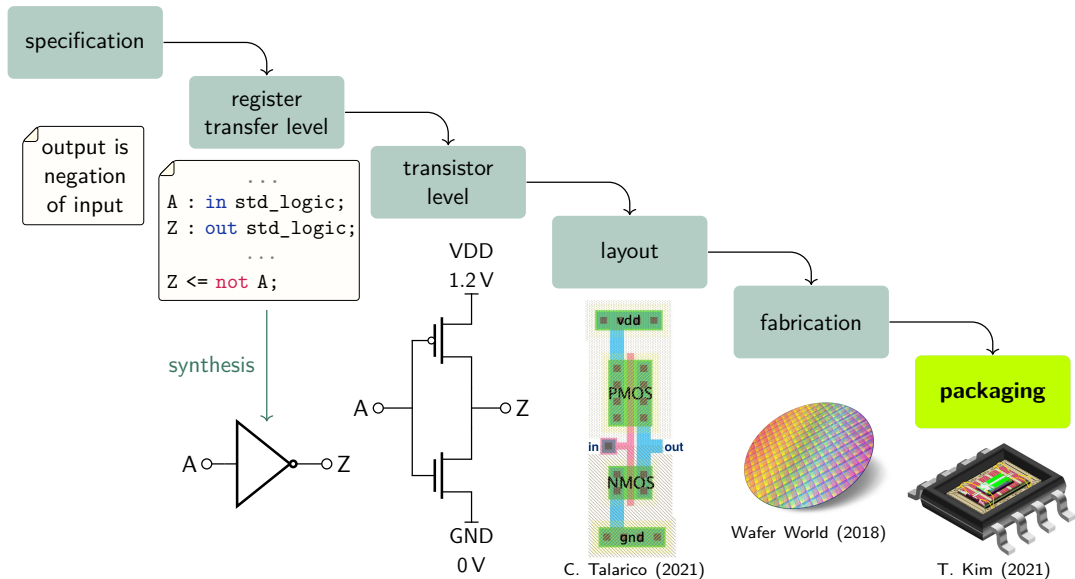 specification
register
transfer level
output is
negation
of input
...
A : in std_logic;
Z : out std_logic;
...
Z <= not A;
synthesis
A
Z
transistor
level
VDD
1.2 V
A
Z
GND
0 V
layout
vdd
PMOS
in
out
NMOS
gnd
C. Talarico (2021)
fabrication
Wafer World (2018)
packaging
T. Kim (2021)